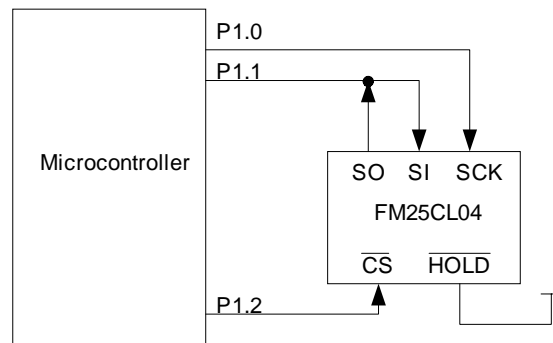 P1.0
P1.1
Microcontroller
SO SI SCK
FM25CL04
CS HOLD
P1.2